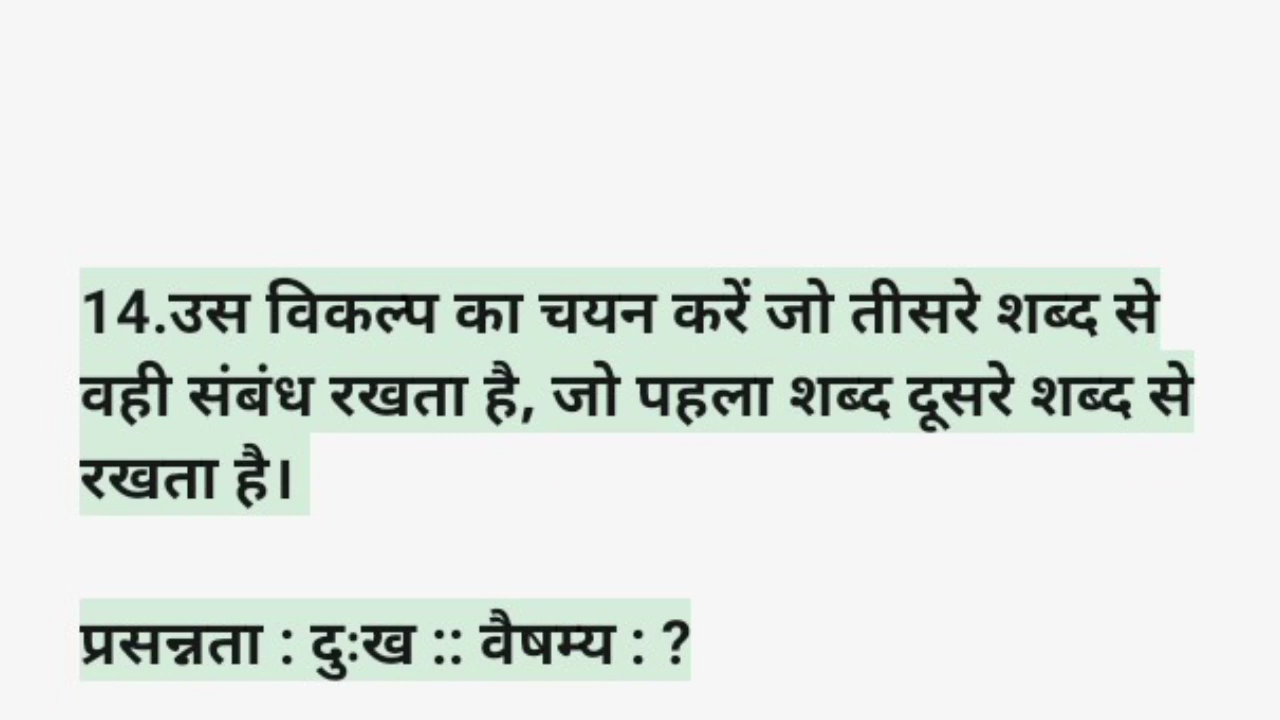 14.उस विकल्प का चयन करें जो तीसरे शब्द से
वही संबंध रखता है, जो पहला शब्द दूसरे शब्द से
रखता है।
प्रसन्नता : दुःख :: वैषम्य : ?